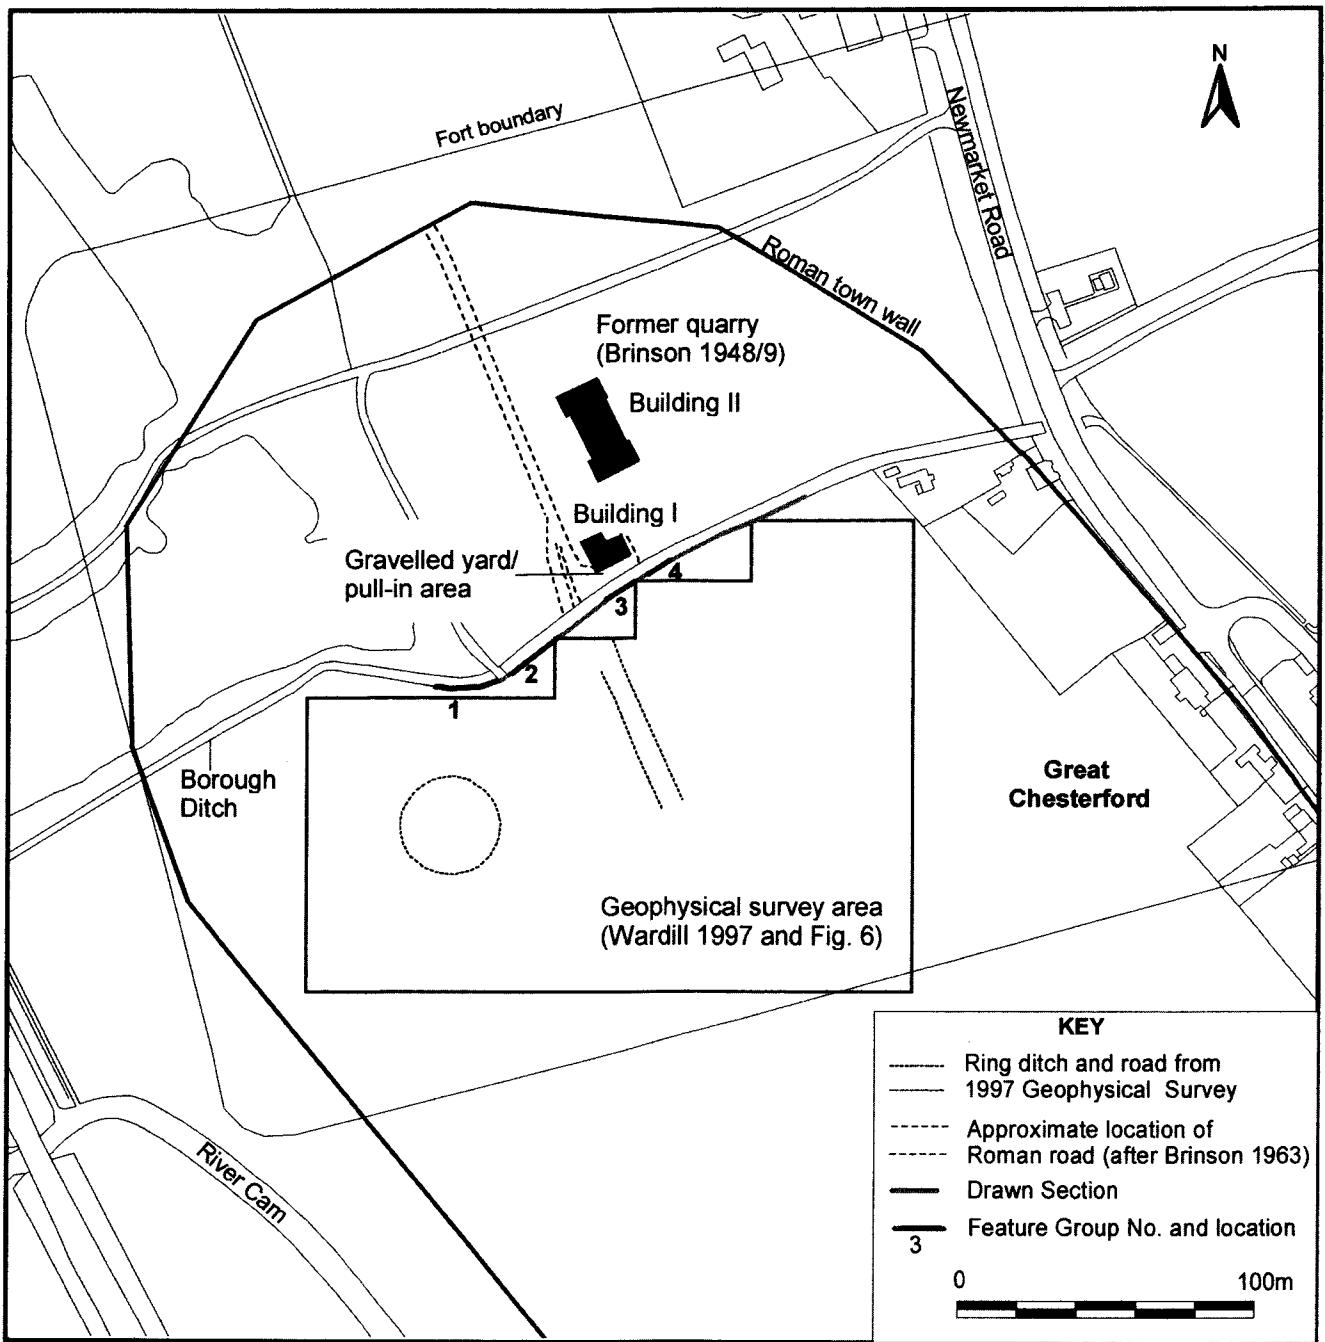 N
Fort boundary
Newmarket Road
Roman town wall
Former quarry
(Brinson 1948/9)
Building II
Building I
Gravelled yard/
pull-in area
4
3
2
1
Borough
Ditch
Great
Chesterford
Geophysical survey area
(Wardill 1997 and Fig. 6)
River Cam
KEY
Ring ditch and road from
1997 Geophysical Survey
Approximate location of
Roman road (after Brinson 1963)
Drawn Section
Feature Group No. and location
3
0 100m